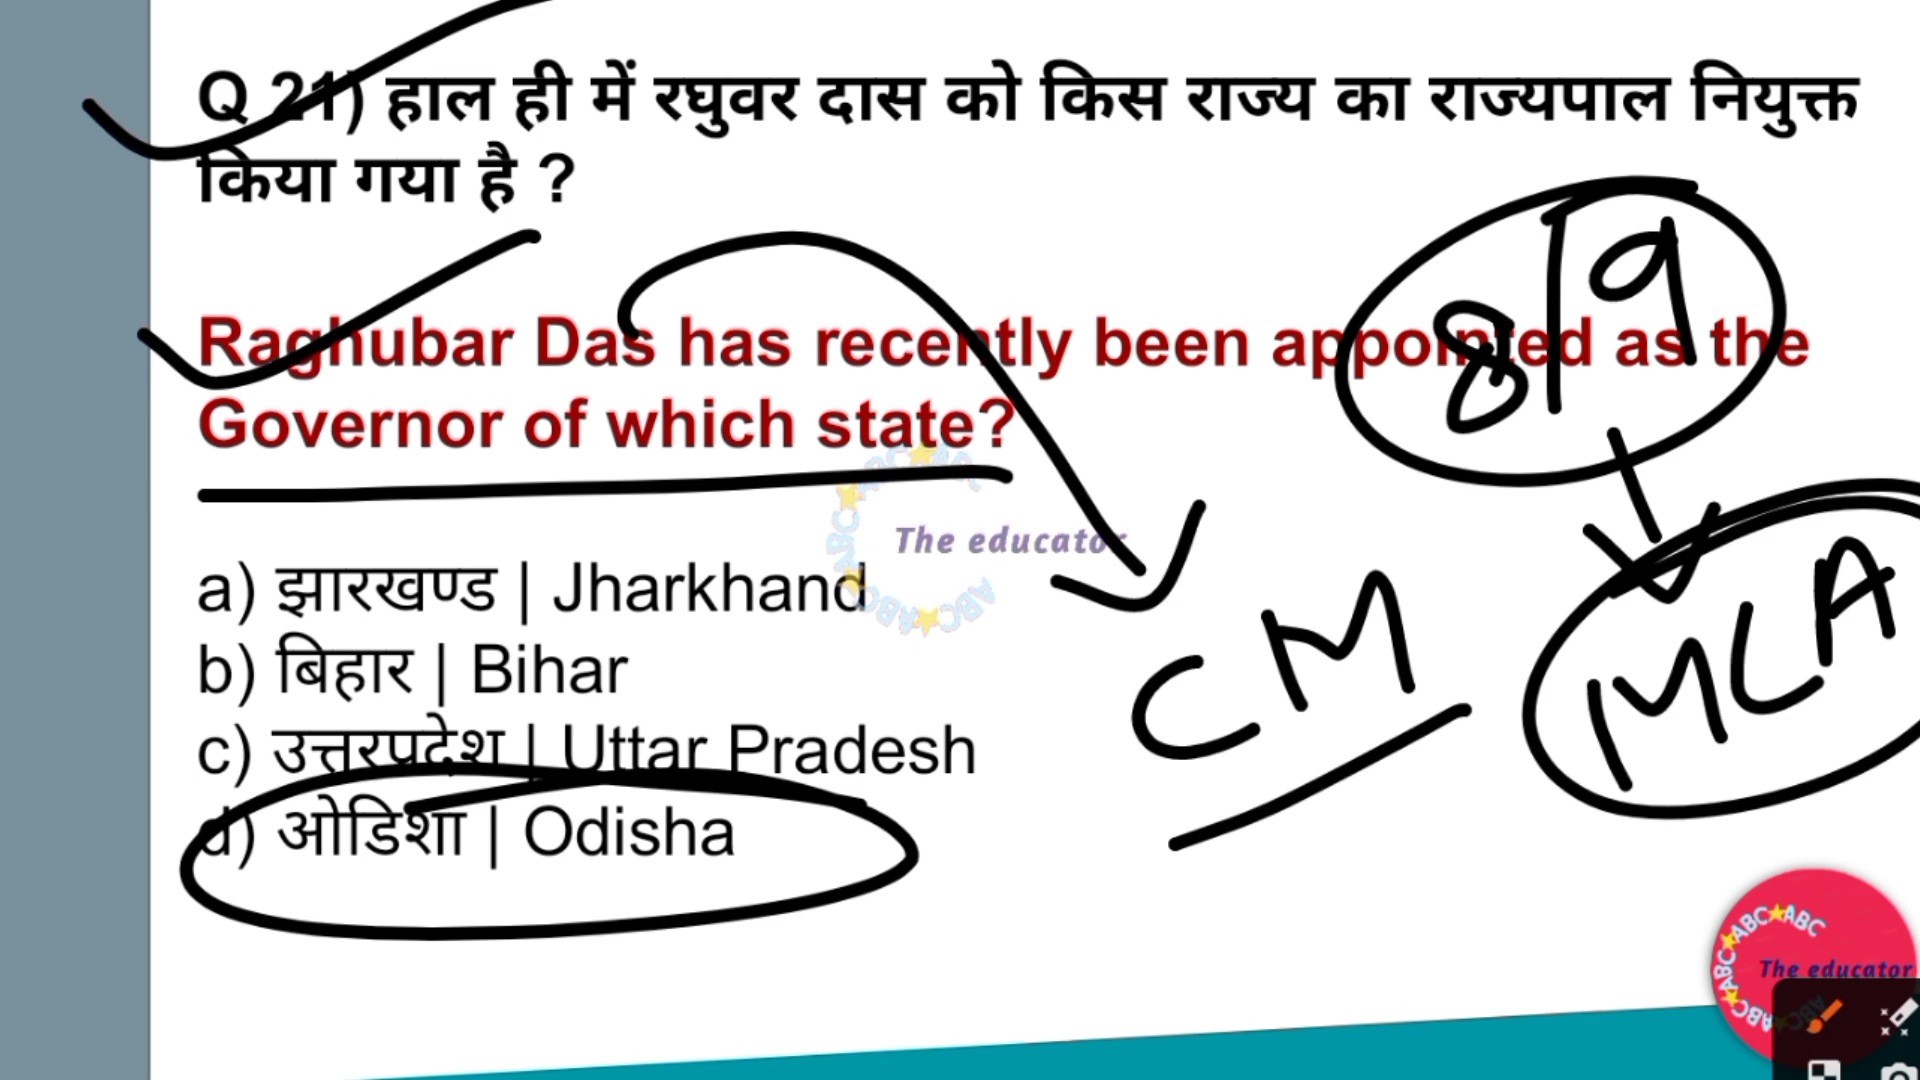 Q 21) हाल ही में रघुवर दास को किस राज्य का राज्यपाल नियुक्त
किया गया है ?
Raghubar Das has recently been appointed as the
Governor of which state?
8/9
The educator
a) झारखण्ड | Jharkhand
b) बिहार | Bihar
c) उत्तरप्रदेश | Uttar Pradesh
d) ओडिशा | Odisha
CM
MLA
ABC ABC
The educator